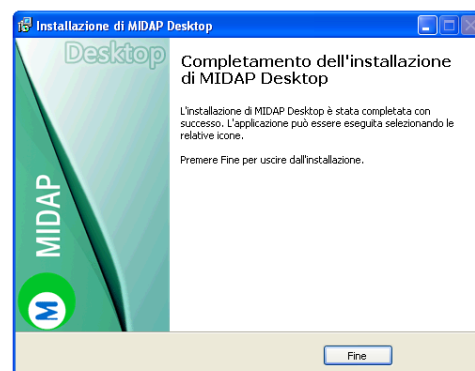 Installazione di MIDAP Desktop
Desktop
Completamento dell'installazione
di MIDAP Desktop
L'installazione di MIDAP Desktop è stata completata con
successo. L'applicazione può essere eseguita selezionando le
relative icone.
Premere Fine per uscire dall'installazione.
MIDAP
M
Fine